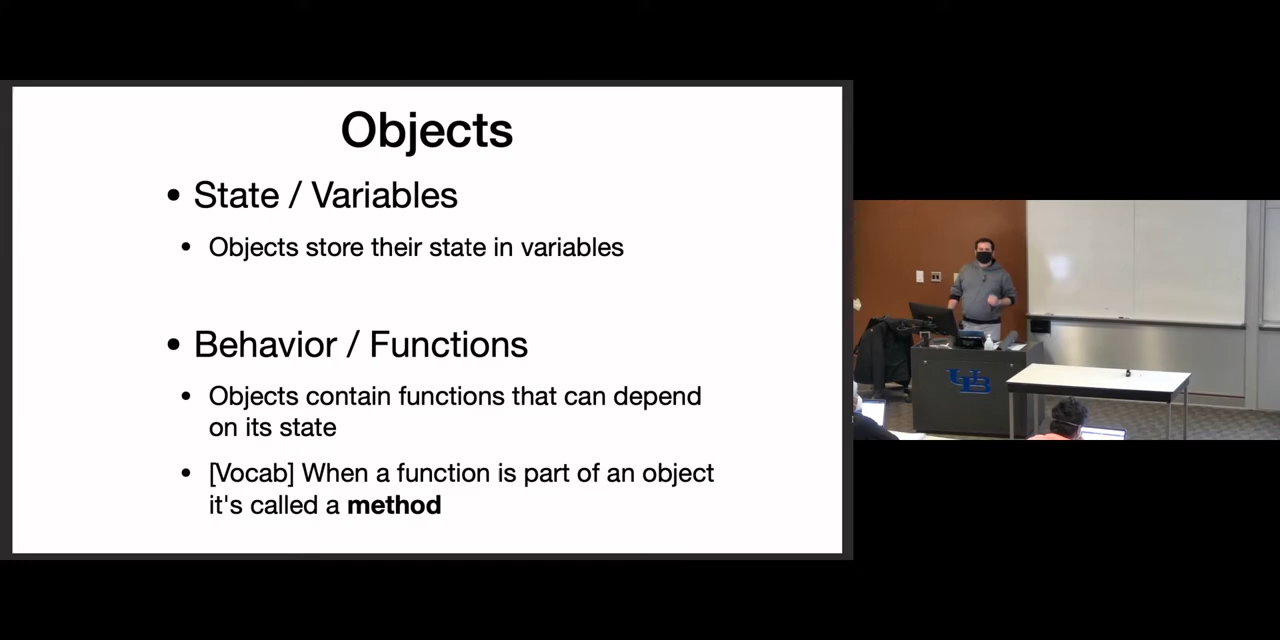 Objects
• State / Variables
• Objects store their state in variables
• Behavior / Functions
• Objects contain functions that can depend
on its state
• [Vocab] When a function is part of an object
it's called a method
UB